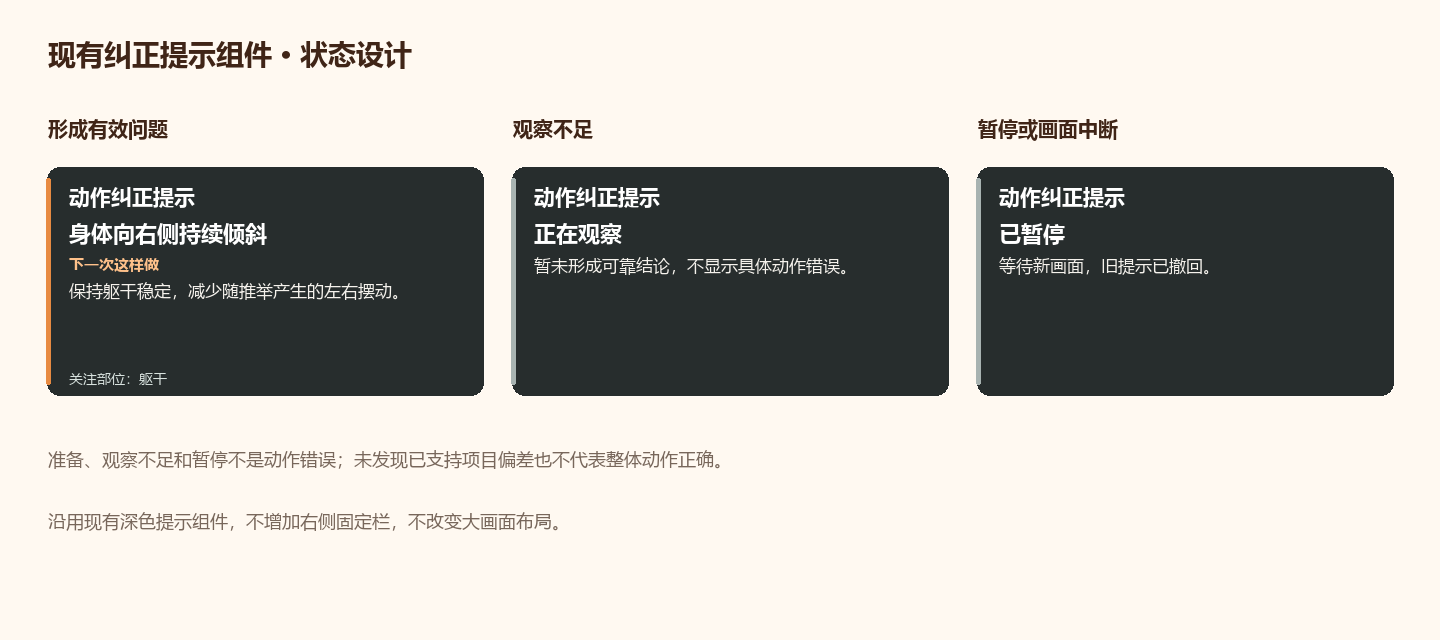 现有纠正提示组件 • 状态设计
形成有效问题
动作纠正提示
身体向右侧持续倾斜
下一次这样做
保持躯干稳定，减少随推举产生的左右摆动。
关注部位：躯干
观察不足
动作纠正提示
正在观察
暂未形成可靠结论，不显示具体动作错误。
暂停或画面中断
动作纠正提示
已暂停
等待新画面，旧提示已撤回。
准备、观察不足和暂停不是动作错误；未发现已支持项目偏差也不代表整体动作正确。
沿用现有深色提示组件，不增加右侧固定栏，不改变大画面布局。